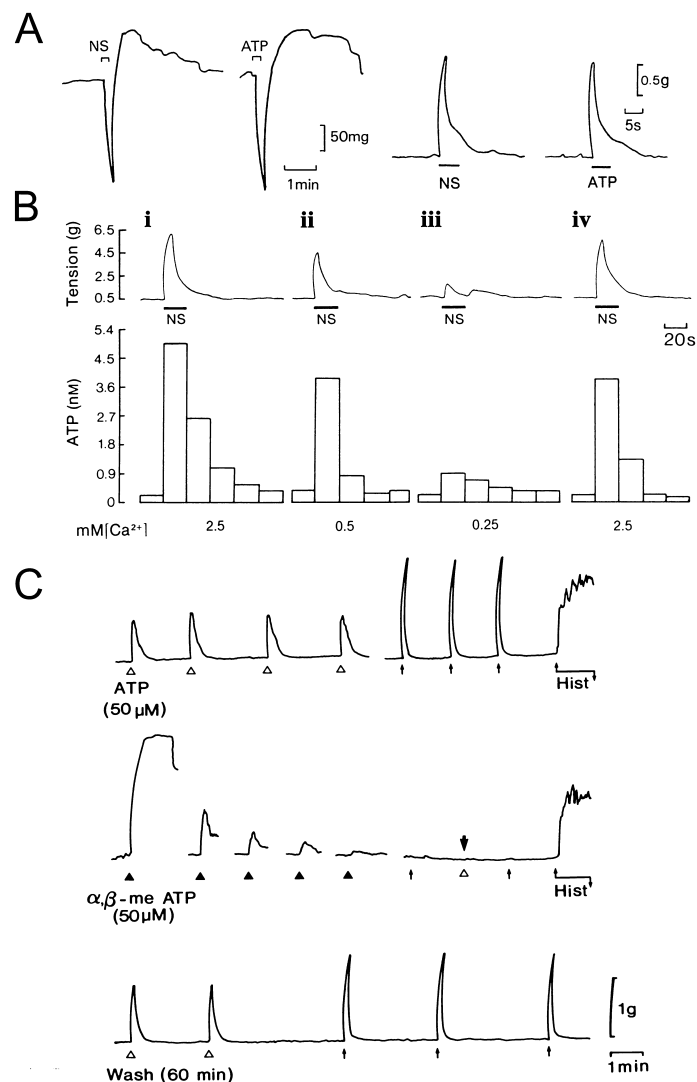 A
NS
ATP
50mg
1min
NS
ATP
0.5g
5s
B
i
ii
iii
iv
Tension (g)
6.5
4.5
2.5
0.5
NS
NS
NS
NS
20s
ATP (nM)
5.4
4.5
3.6
2.7
1.8
0.9
0
mM[Ca²⁺]
2.5
0.5
0.25
2.5
C
ATP
(50µM)
Hist
α,β-me ATP
(50µM)
Hist
Wash (60 min)
1g
1min